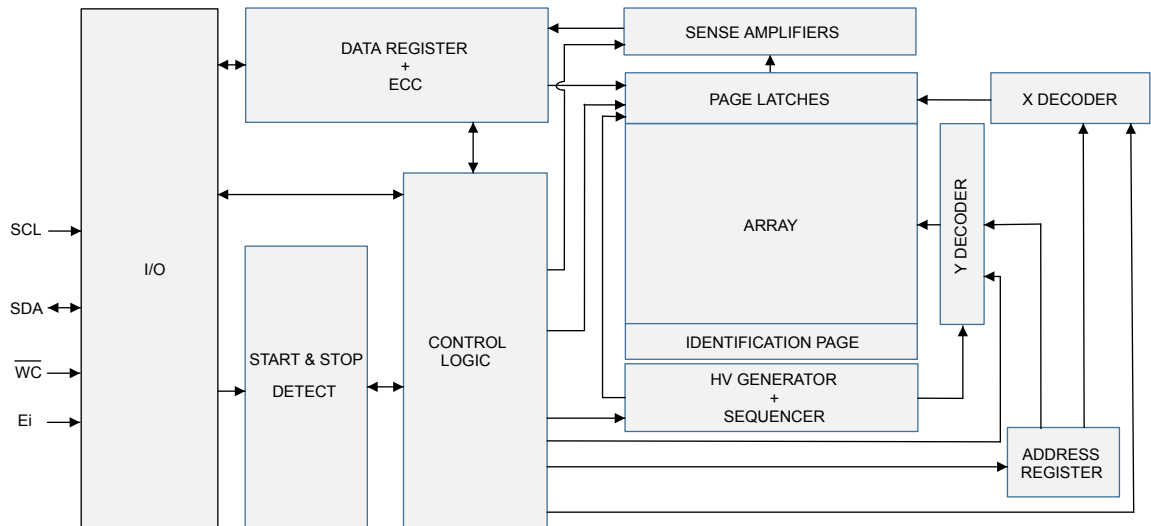 DATA REGISTER
+
ECC
SENSE AMPLIFIERS
PAGE LATCHES
X DECODER
Y DECODER
ARRAY
SCL
SDA
WC
Ei
I/O
START & STOP
DETECT
CONTROL
LOGIC
IDENTIFICATION PAGE
HV GENERATOR
+
SEQUENCER
ADDRESS
REGISTER